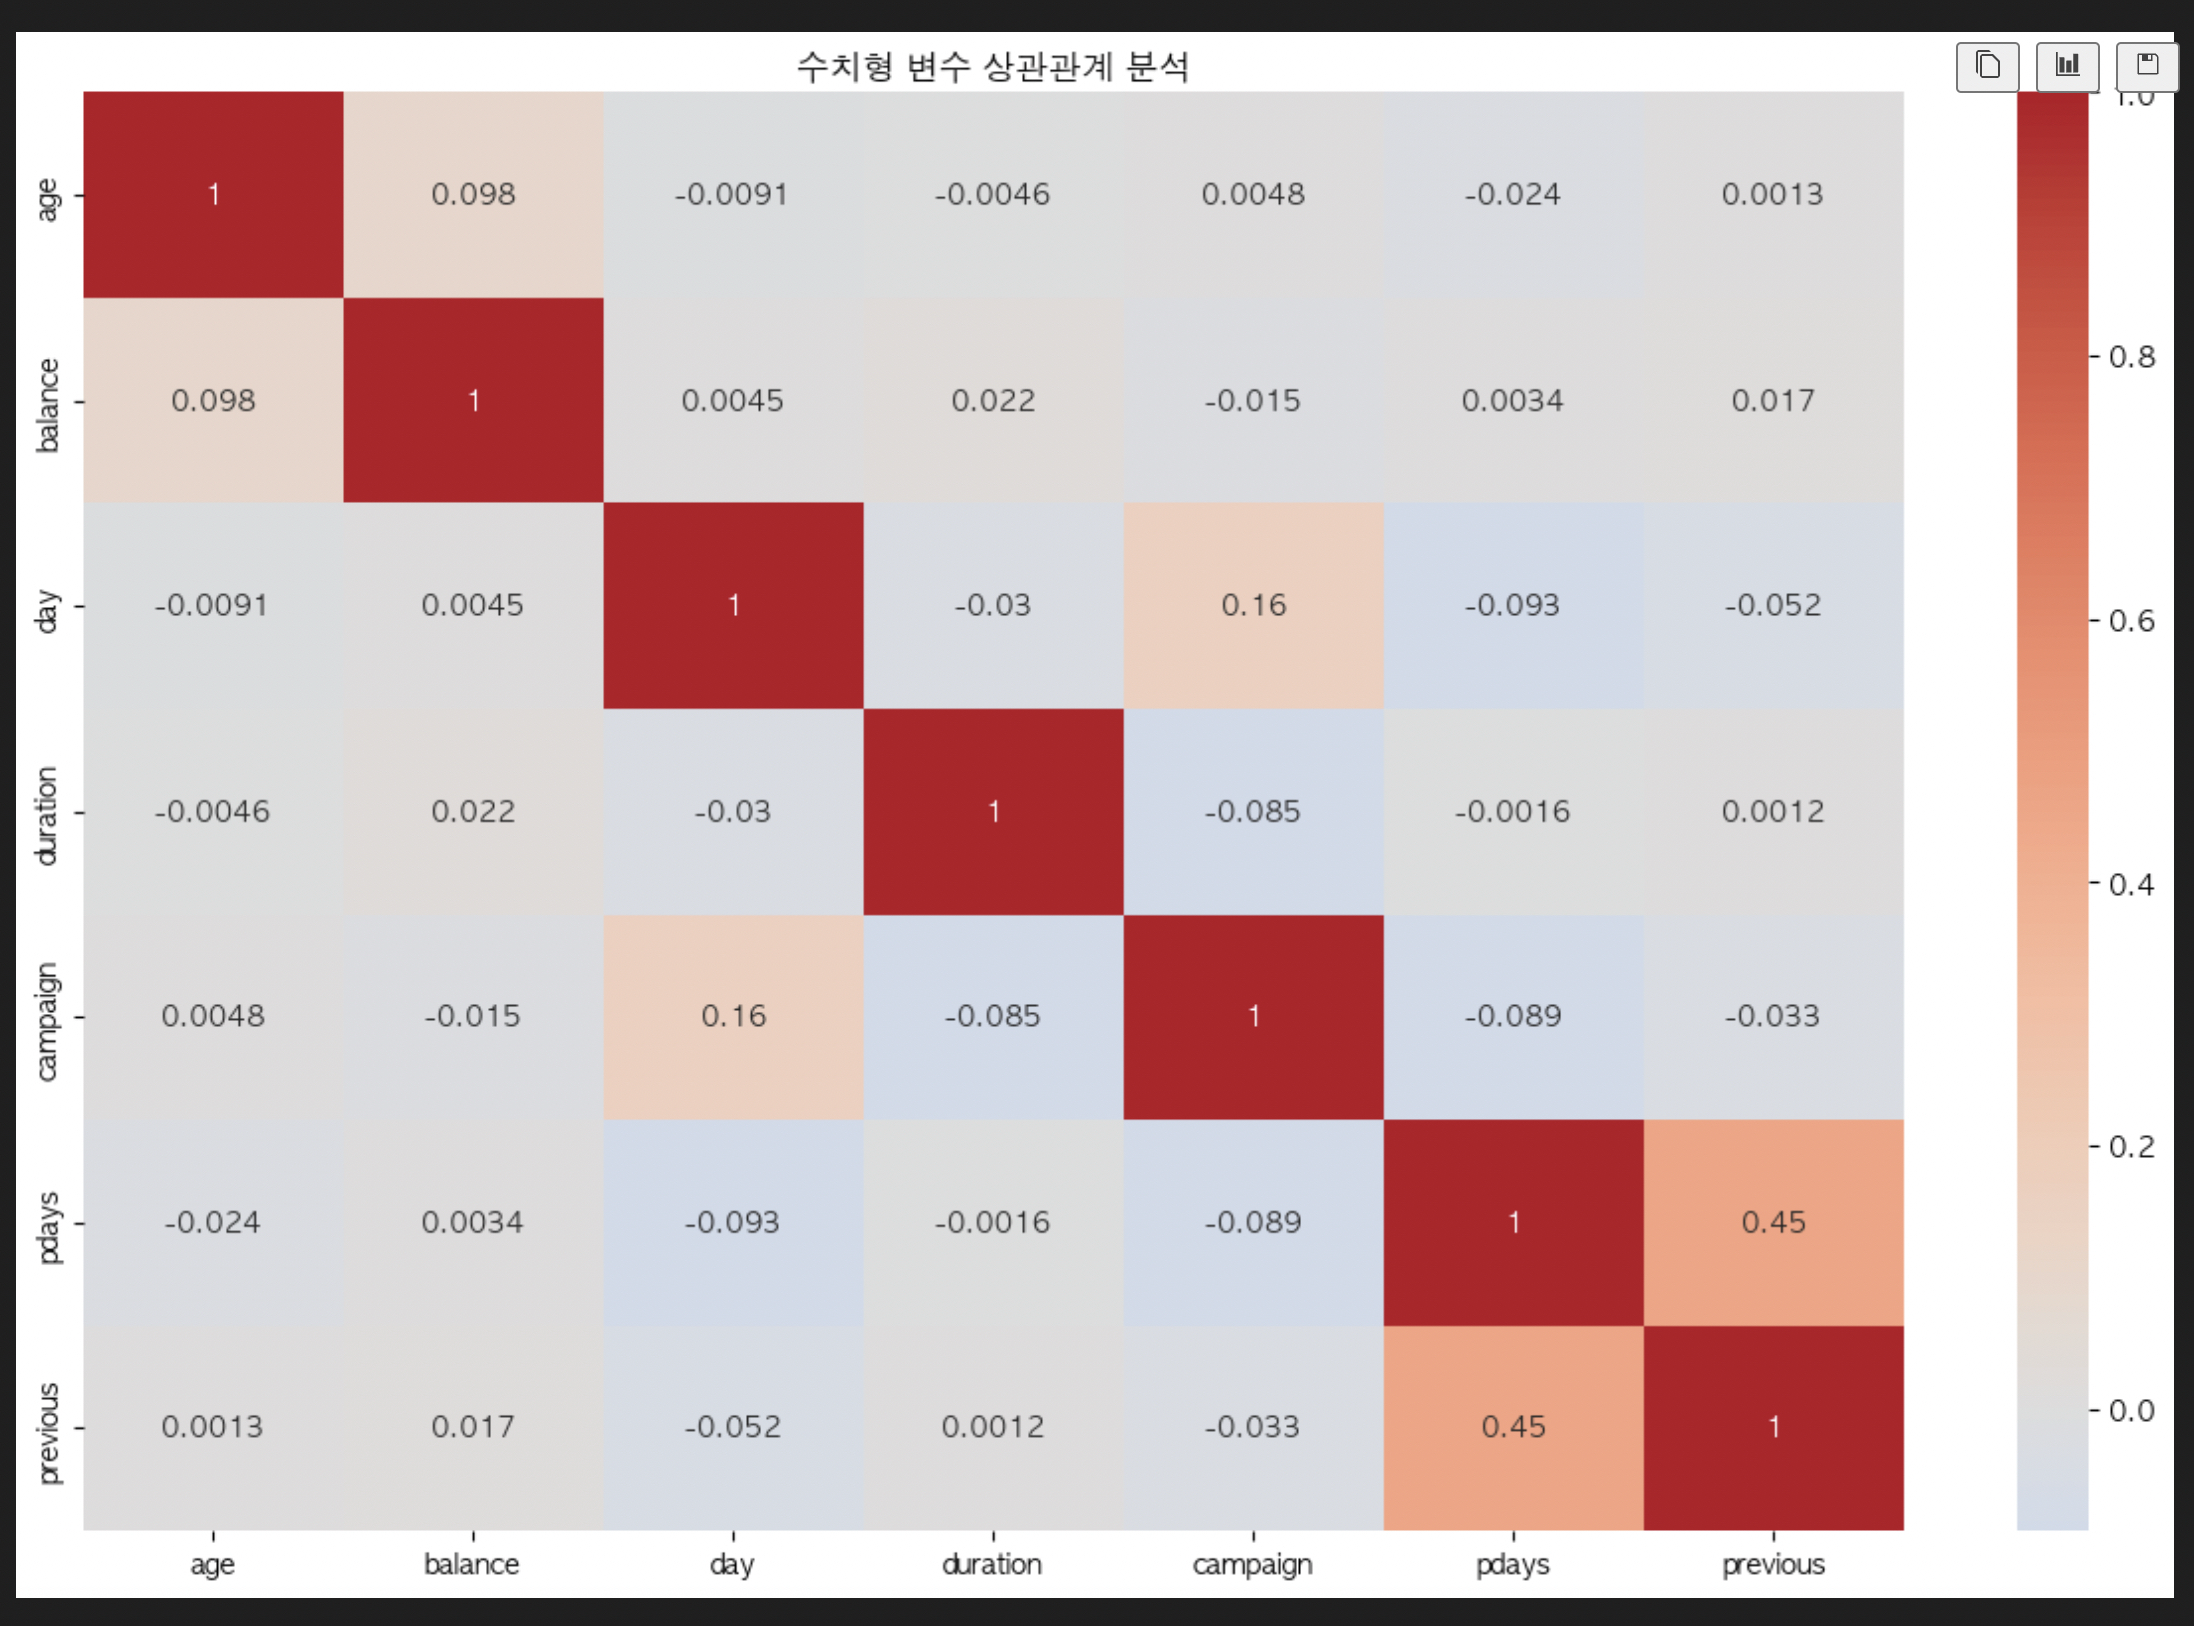 수치형 변수 상관관계 분석
age 1 0.098 -0.0091 -0.0046 0.0048 -0.024 0.0013
balance 0.098 1 0.0045 0.022 -0.015 0.0034 0.017
day -0.0091 0.0045 1 -0.03 0.16 -0.093 -0.052
duration -0.0046 0.022 -0.03 1 -0.085 -0.0016 0.0012
campaign 0.0048 -0.015 0.16 -0.085 1 -0.089 -0.033
pdays -0.024 0.0034 -0.093 -0.0016 -0.089 1 0.45
previous 0.0013 0.017 -0.052 0.0012 -0.033 0.45 1
age balance day duration campaign pdays previous
1.0
0.8
0.6
0.4
0.2
0.0